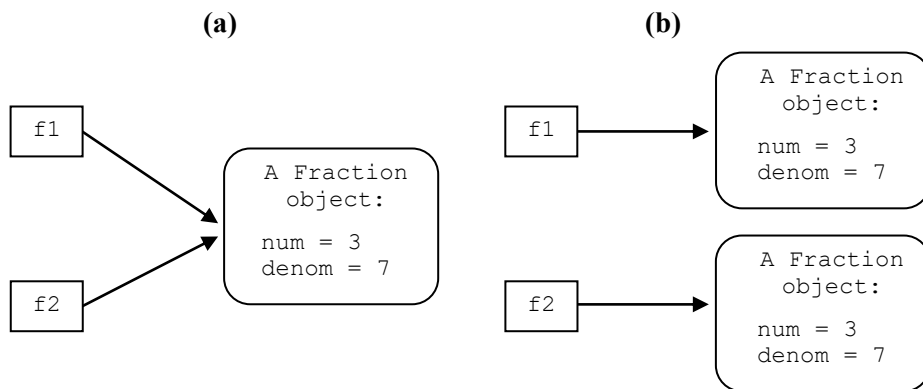 (a)
f1
f2
A Fraction
object:
num = 3
denom = 7
(b)
f1
A Fraction
object:
num = 3
denom = 7
f2
A Fraction
object:
num = 3
denom = 7